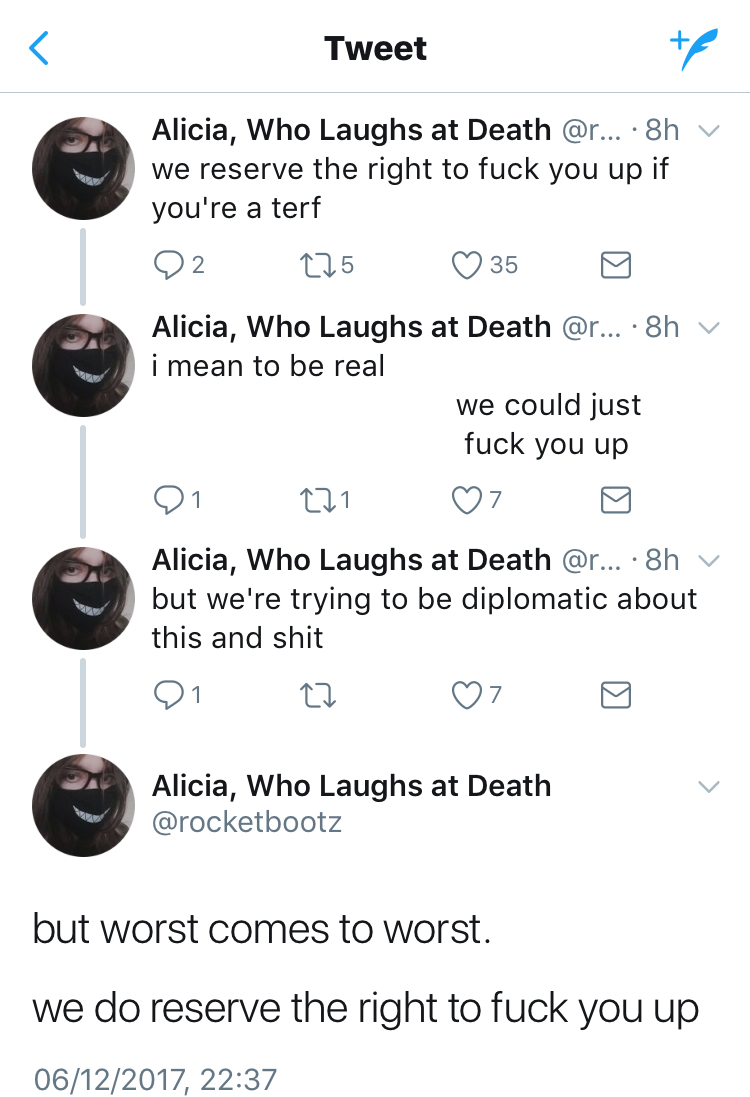 Tweet
Alicia, Who Laughs at Death @r... · 8h
we reserve the right to fuck you up if
you're a terf
2 5 35
Alicia, Who Laughs at Death @r... · 8h
i mean to be real
we could just
fuck you up
1 1 7
Alicia, Who Laughs at Death @r... · 8h
but we're trying to be diplomatic about
this and shit
1 7
Alicia, Who Laughs at Death
@rocketbootz
but worst comes to worst.
we do reserve the right to fuck you up
06/12/2017, 22:37